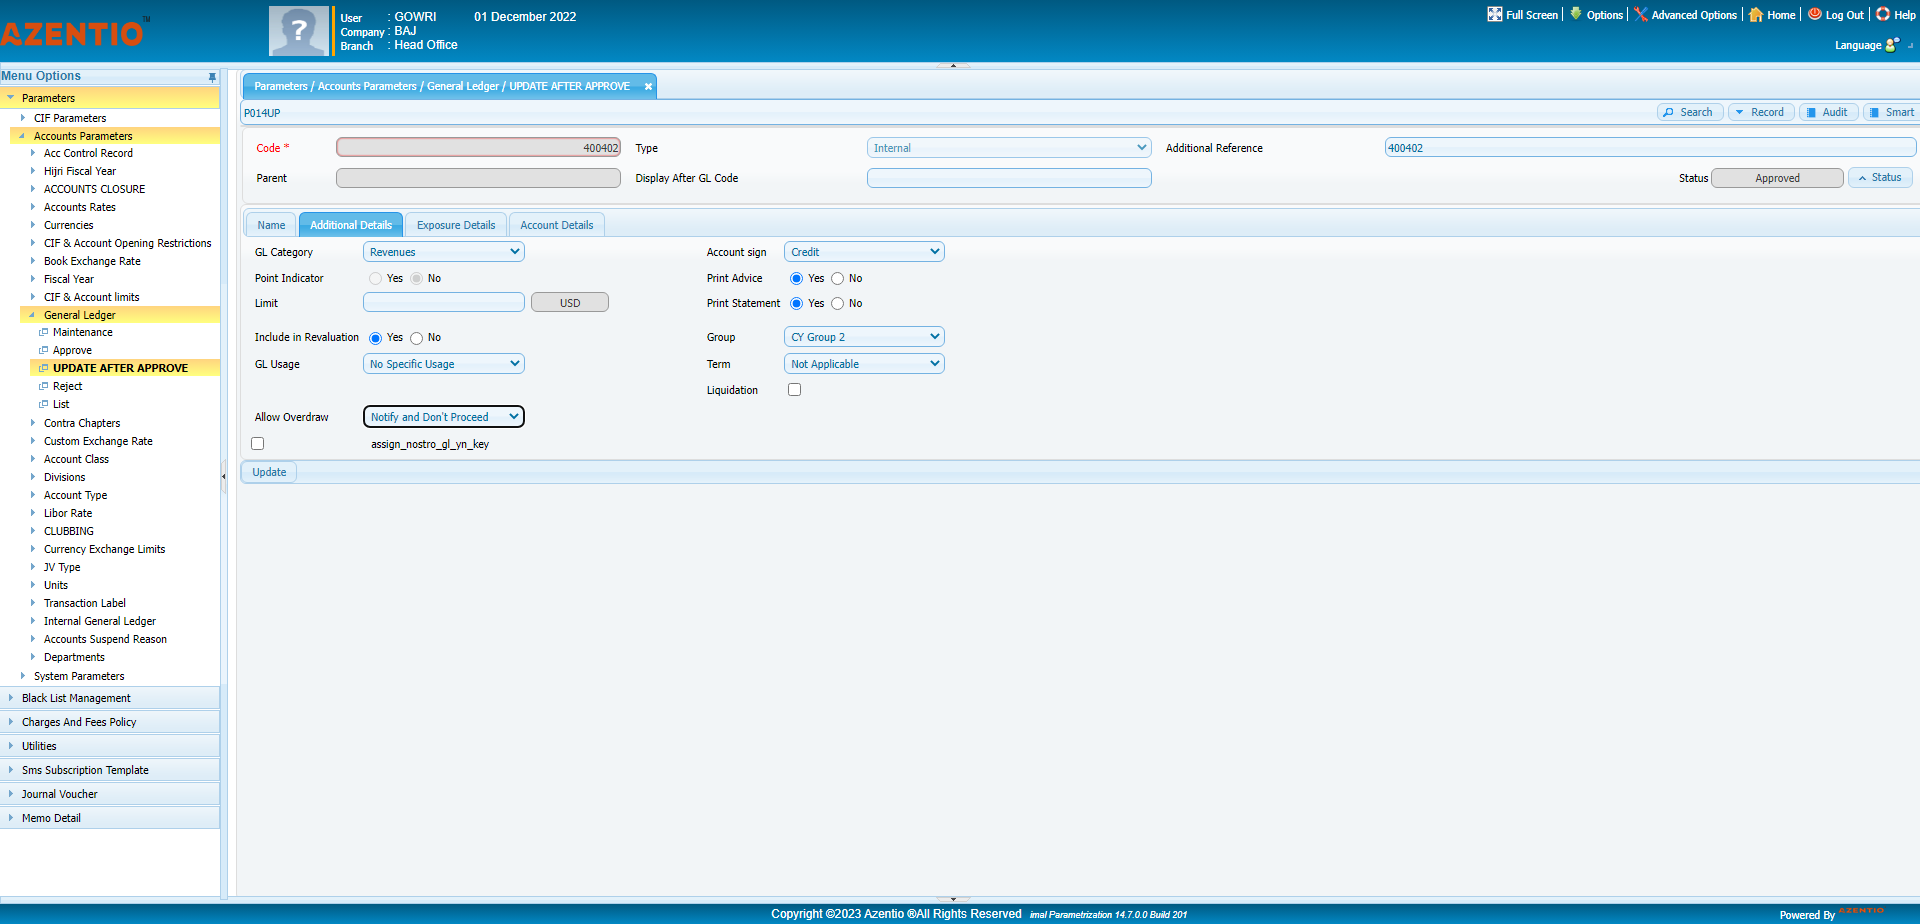 AZENTIO™
User : GOWRI 01 December 2022
Company : BAJ
Branch : Head Office
Full Screen Options Advanced Options Home Log Out Help
Language
Menu Options
Parameters
CIF Parameters
Accounts Parameters
Acc Control Record
Hijri Fiscal Year
ACCOUNTS CLOSURE
Accounts Rates
Currencies
CIF & Account Opening Restrictions
Book Exchange Rate
Fiscal Year
CIF & Account limits
General Ledger
Maintenance
Approve
UPDATE AFTER APPROVE
Reject
List
Contra Chapters
Custom Exchange Rate
Account Class
Divisions
Account Type
Libor Rate
CLUBBING
Currency Exchange Limits
JV Type
Units
Transaction Label
Internal General Ledger
Accounts Suspend Reason
Departments
System Parameters
Black List Management
Charges And Fees Policy
Utilities
Sms Subscription Template
Journal Voucher
Memo Detail
Parameters / Accounts Parameters / General Ledger / UPDATE AFTER APPROVE
P014UP Search Record Audit Smart
Code * 400402 Type Internal Additional Reference 400402
Parent Display After GL Code Status Approved Status
Name Additional Details Exposure Details Account Details
GL Category Revenues Account sign Credit
Point Indicator Yes No Print Advice Yes No
Limit USD Print Statement Yes No
Include in Revaluation Yes No Group CY Group 2
GL Usage No Specific Usage Term Not Applicable
Liquidation
Allow Overdraw Notify and Don't Proceed
assign_nostro_gl_yn_key
Update
Copyright ©2023 Azentio ®All Rights Reserved imal Parametrization 14.7.0.0 Build 201
Powered By AZENTIO